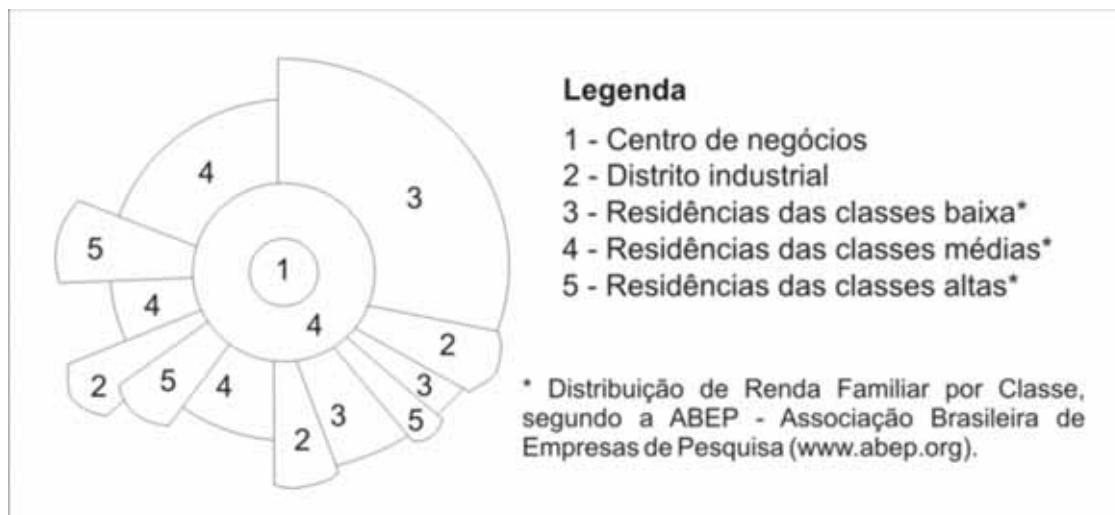 Legenda
1 - Centro de negócios
2 - Distrito industrial
3 - Residências das classes baixa*
4 - Residências das classes médias*
5 - Residências das classes altas*
* Distribuição de Renda Familiar por Classe,
segundo a ABEP - Associação Brasileira de
Empresas de Pesquisa (www.abep.org).
4
3
5
1
4
4
2
2
5
4
3
3
5
2